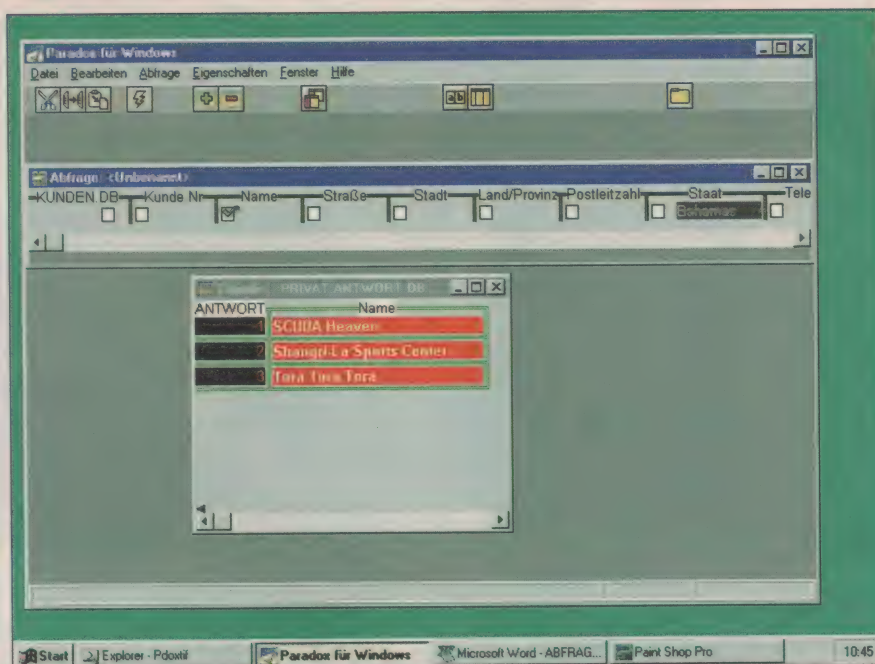 Paradox für Windows
Datei Bearbeiten Abfrage Eigenschaften Fenster Hilfe
Abfrage: <Unbenannt>
KUNDEN DB Kunde Nr Name Straße Stadt Land/Provinz Postleitzahl Staat Tele
Bahamas
PRIVAT ANTWORT DB
ANTWORT Name
1 SCUBA Heaven
2 Shangri-La Sports Center
3 Tora Tora Tora
Start Explorer - Pdoxtif Paradox für Windows Microsoft Word - ABFRAG... Paint Shop Pro 10:45